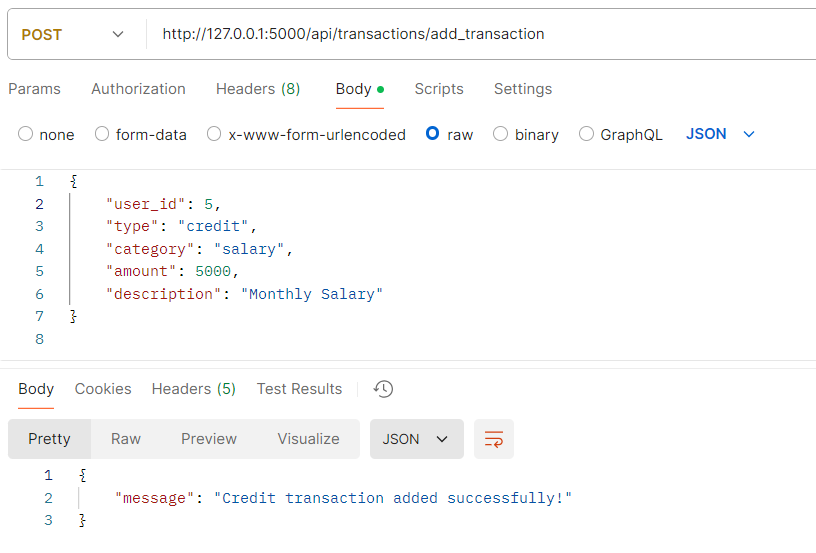 POST http://127.0.0.1:5000/api/transactions/add_transaction
Params Authorization Headers (8) Body Scripts Settings
none form-data x-www-form-urlencoded raw binary GraphQL JSON
1 {
2 "user_id": 5,
3 "type": "credit",
4 "category": "salary",
5 "amount": 5000,
6 "description": "Monthly Salary"
7 }
8
Body Cookies Headers (5) Test Results
Pretty Raw Preview Visualize JSON
1 {
2 "message": "Credit transaction added successfully!"
3 }